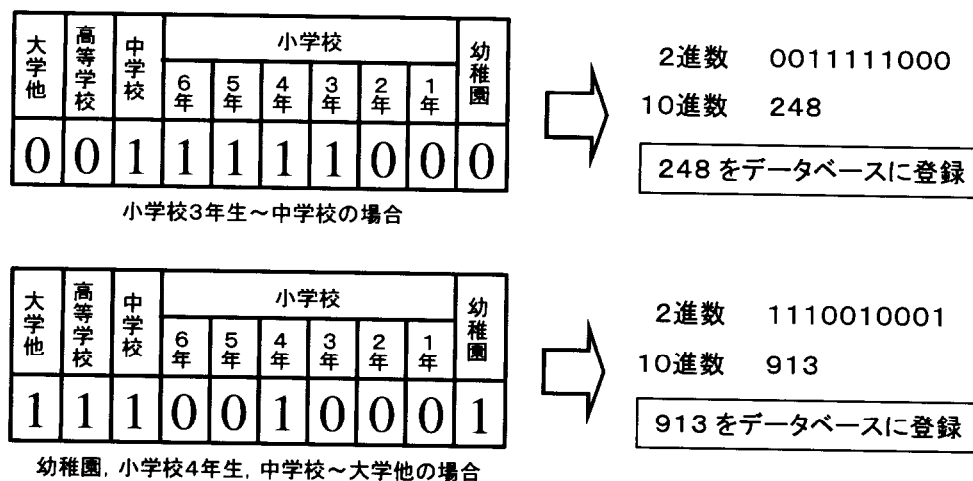 大学他 高等学校 中学校 小学校 幼稚園
6年 5年 4年 3年 2年 1年
0 0 1 1 1 1 1 0 0 0
小学校3年生~中学校の場合
2進数 0011111000
10進数 248
248をデータベースに登録
大学他 高等学校 中学校 小学校 幼稚園
6年 5年 4年 3年 2年 1年
1 1 1 0 0 1 0 0 0 1
幼稚園, 小学校4年生, 中学校~大学他の場合
2進数 1110010001
10進数 913
913をデータベースに登録